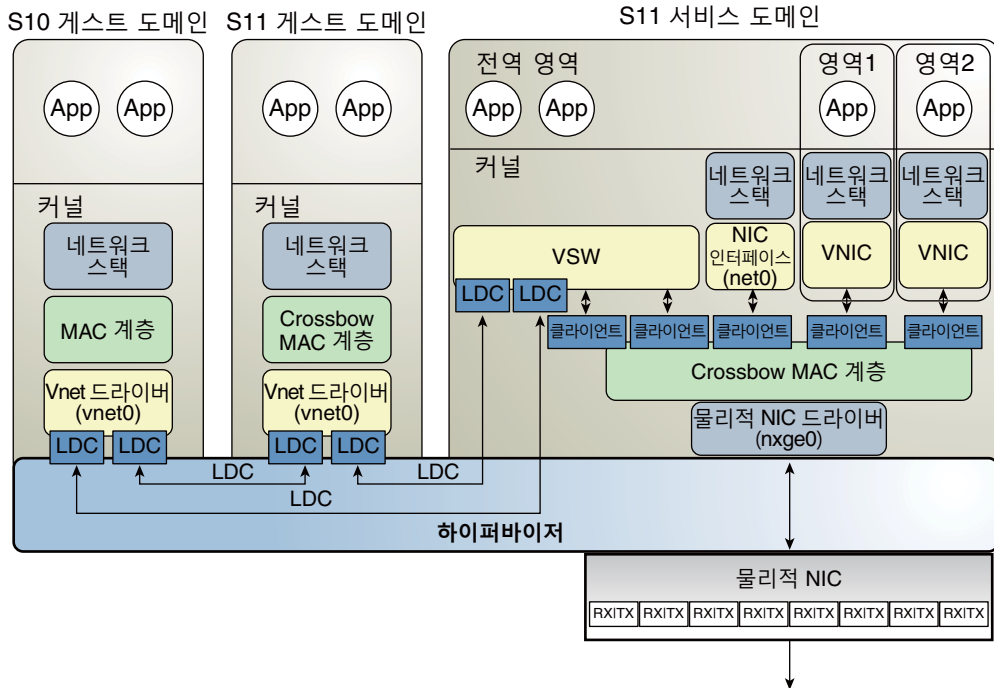 S10 게스트 도메인
App
App
커널
네트워크
스택
MAC 계층
Vnet 드라이버
(vnet0)
LDC
LDC
S11 게스트 도메인
App
App
커널
네트워크
스택
Crossbow
MAC 계층
Vnet 드라이버
(vnet0)
LDC
LDC
S11 서비스 도메인
전역 영역
App
App
영역1
App
영역2
App
커널
네트워크
스택
네트워크
스택
네트워크
스택
VSW
NIC
인터페이스
(net0)
VNIC
VNIC
LDC
LDC
클라이언트
클라이언트
클라이언트
클라이언트
클라이언트
Crossbow MAC 계층
물리적 NIC 드라이버
(nxge0)
LDC
LDC
LDC
하이퍼바이저
물리적 NIC
RX|TX
RX|TX
RX|TX
RX|TX
RX|TX
RX|TX
RX|TX
RX|TX